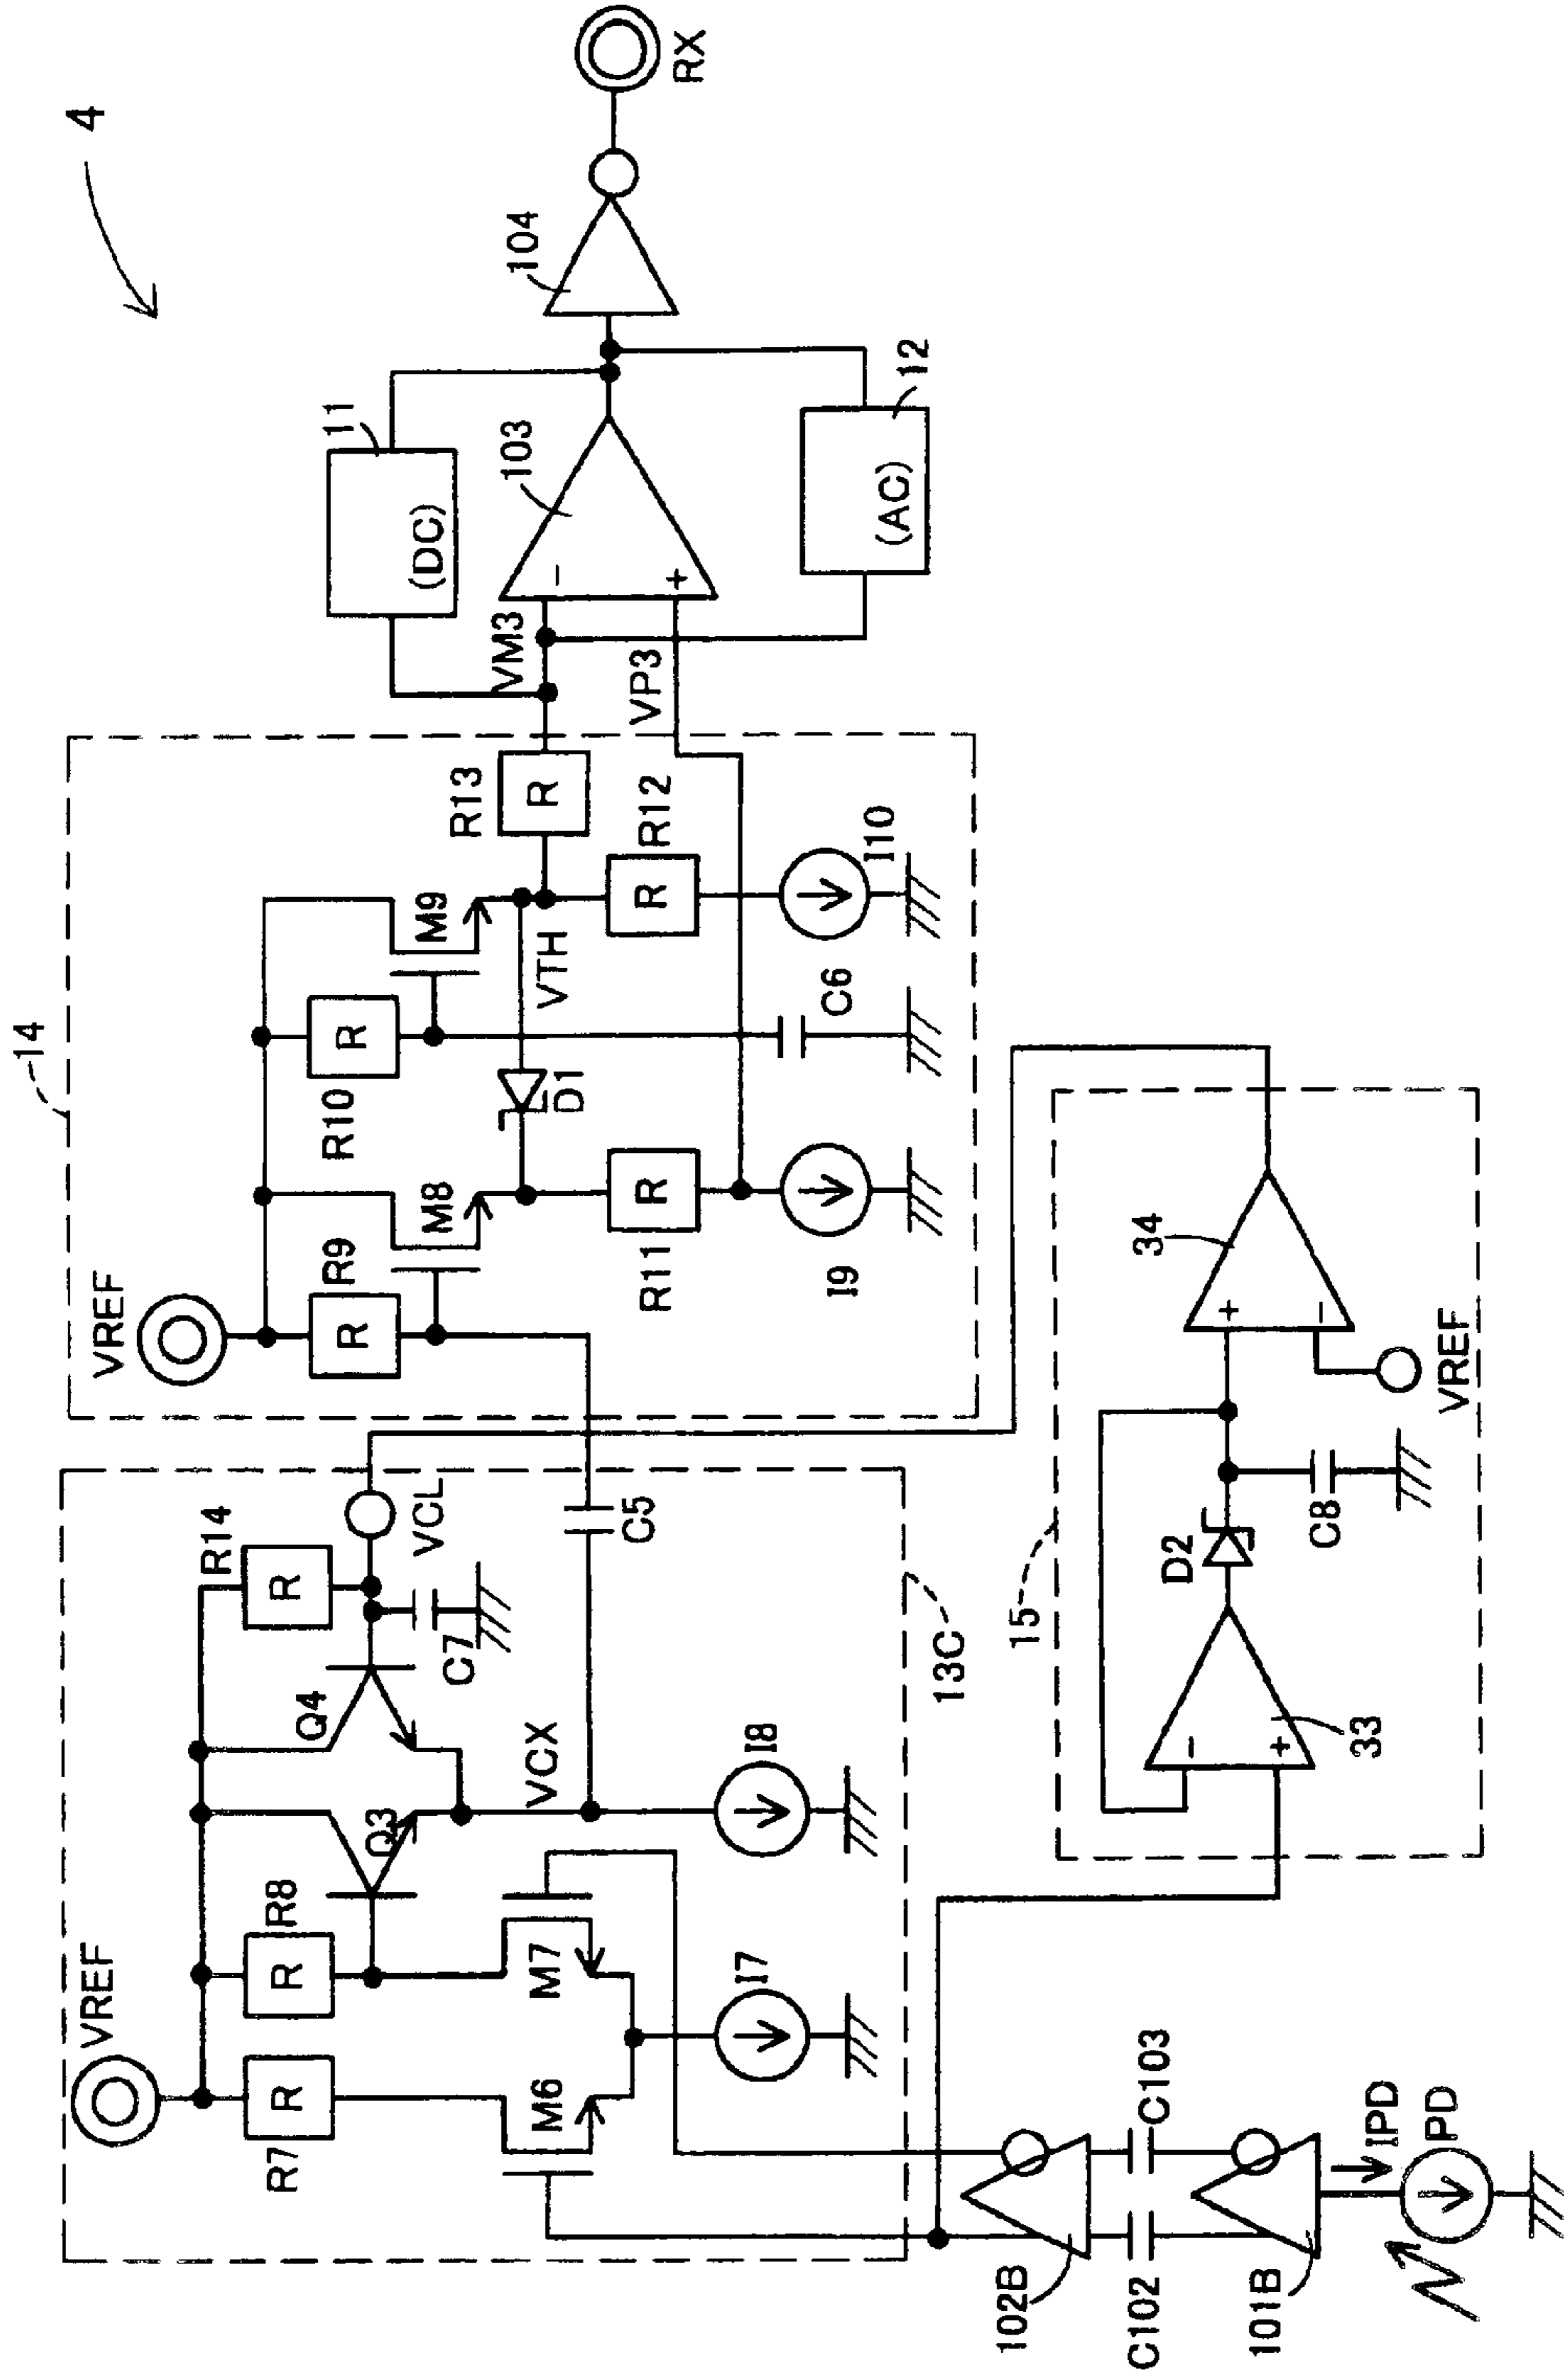 4
14
VREF
R9
R
M8
R10
R
M9
VTH
D1
R11
R
I9
C6
R12
R
I10
R13
R
VM3
VP3
11
(DC)
103
-
+
12
(AC)
104
RX
VREF
R7
R
R8
R
Q3
Q4
R14
R
VCL
C7
C5
VCX
M6
M7
I7
I8
13C
15
33
-
+
D2
C8
34
+
-
VREF
102B
C102
C103
101B
IPD
PD